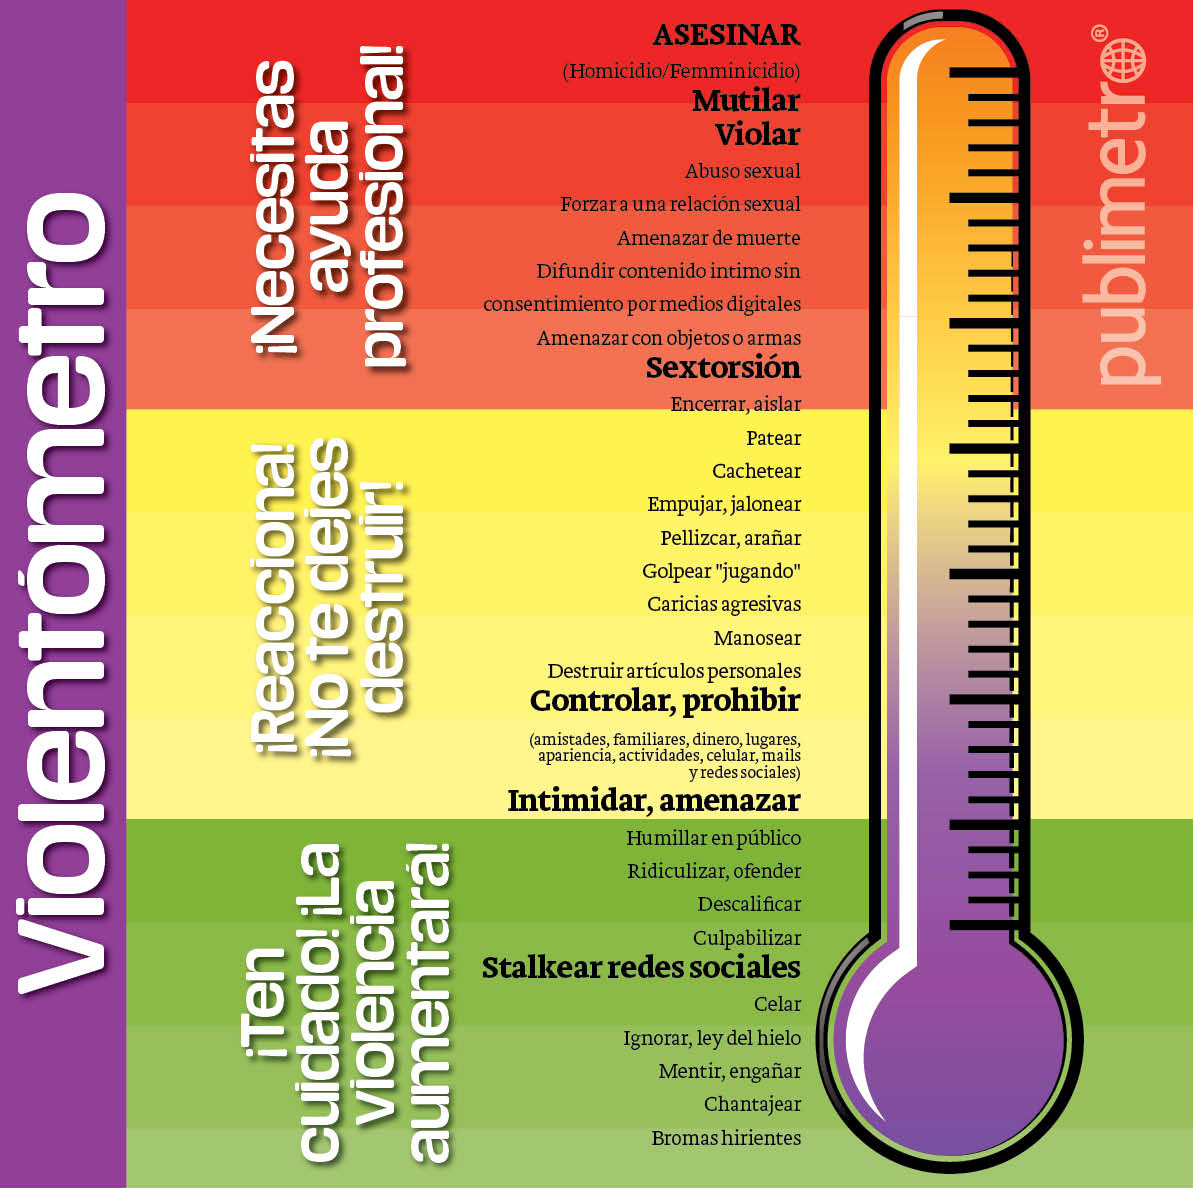 Violentómetro
¡Necesitas
ayuda
profesional!
¡Reacciona!
¡No te dejes
destruir!
¡Ten
cuidado! ¡La
violencia
aumentará!
ASESINAR
(Homicidio/Femminicidio)
Mutilar
Violar
Abuso sexual
Forzar a una relación sexual
Amenazar de muerte
Difundir contenido intimo sin
consentimiento por medios digitales
Amenazar con objetos o armas
Sextorsión
Encerrar, aislar
Patear
Cachetear
Empujar, jalonear
Pellizcar, arañar
Golpear "jugando"
Caricias agresivas
Manosear
Destruir artículos personales
Controlar, prohibir
(amistades, familiares, dinero, lugares,
apariencia, actividades, celular, mails
y redes sociales)
Intimidar, amenazar
Humillar en público
Ridiculizar, ofender
Descalificar
Culpabilizar
Stalkear redes sociales
Celar
Ignorar, ley del hielo
Mentir, engañar
Chantajear
Bromas hirientes
publimetro®